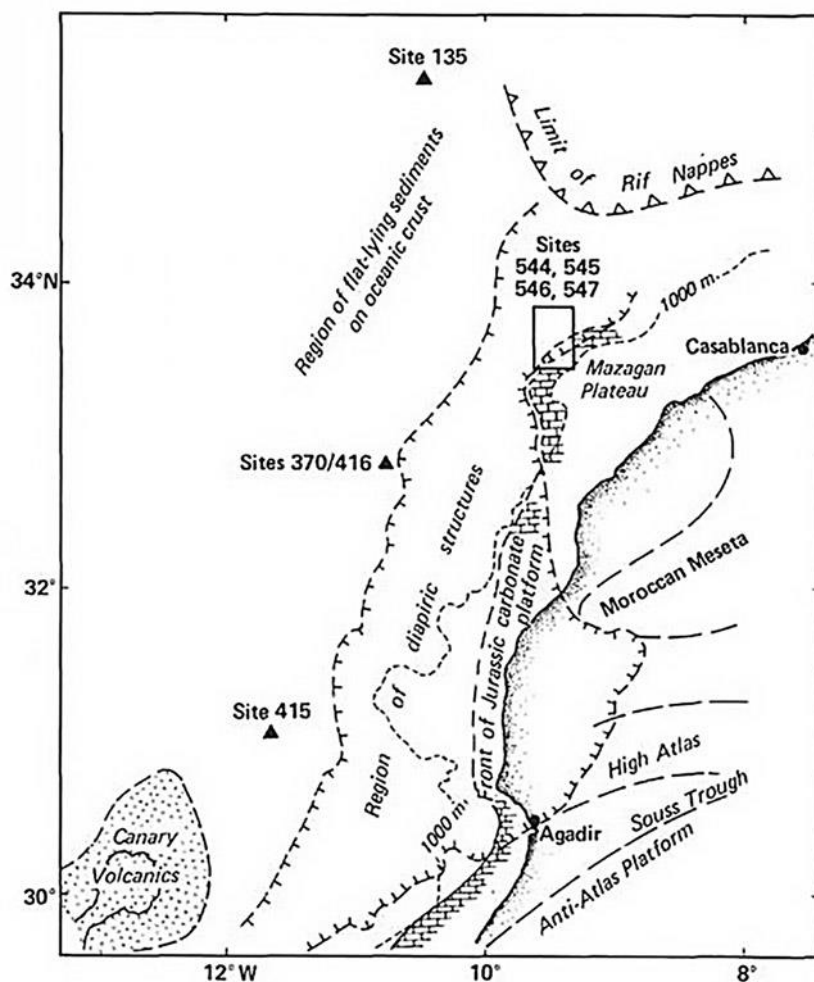 Site 135
Limit of Rif Nappes
Region of flat-lying sediments
on oceanic crust
Sites
544, 545
546, 547
34°N
1000 m.
Casablanca
Mazagan
Plateau
Sites 370/416
Region of diapiric structures
32°
Front of Jurassic carbonate
platform
Moroccan Meseta
Site 415
High Atlas
Souss Trough
1000 m.
Agadir
Anti-Atlas Platform
Canary
Volcanics
30°
12°W
10°
8°